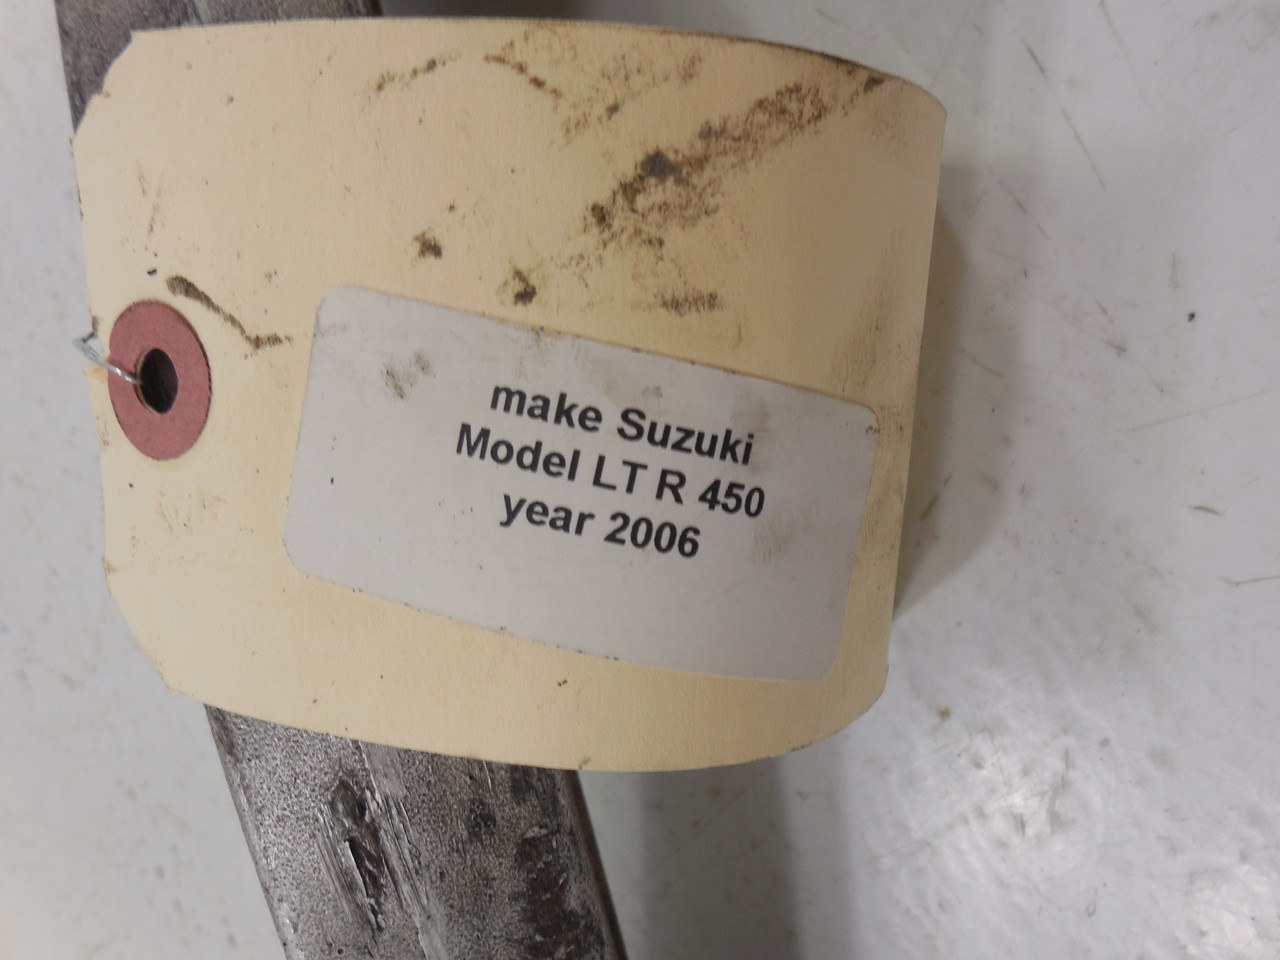 make Suzuki
Model LT R 450
year 2006